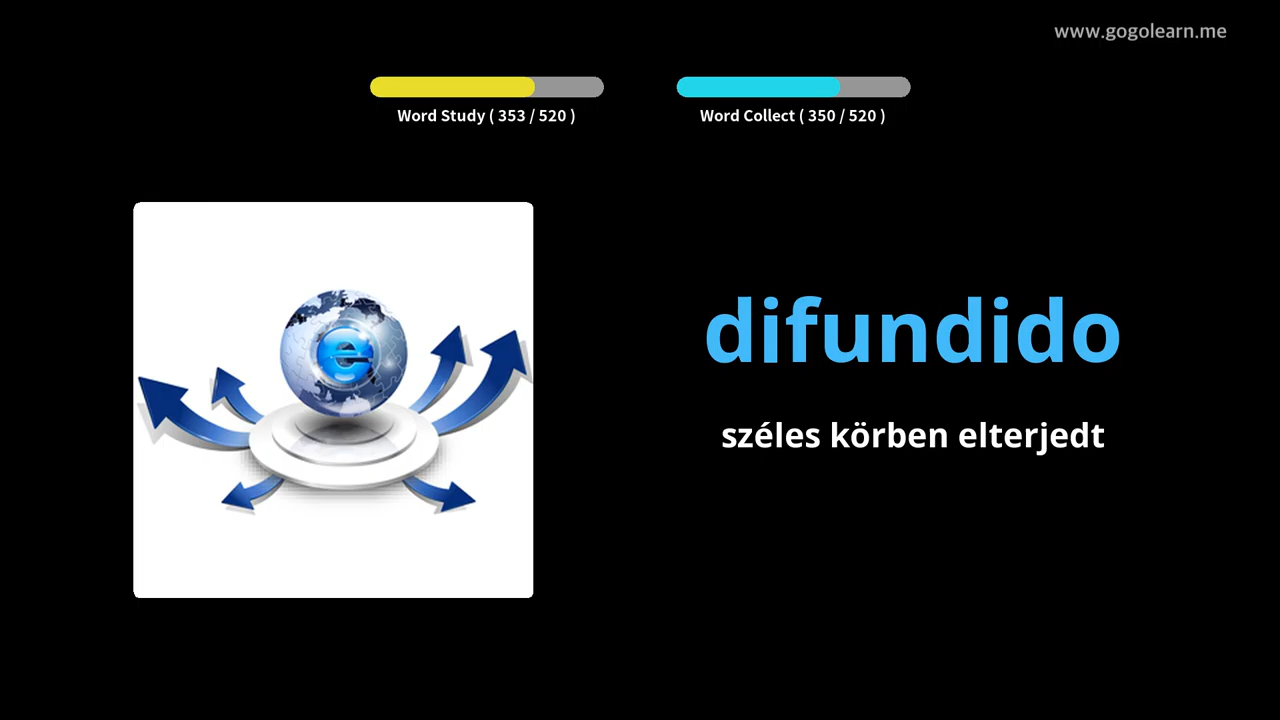 www.gogolearn.me
Word Study ( 353 / 520 )
Word Collect ( 350 / 520 )
e
difundido
széles körben elterjedt